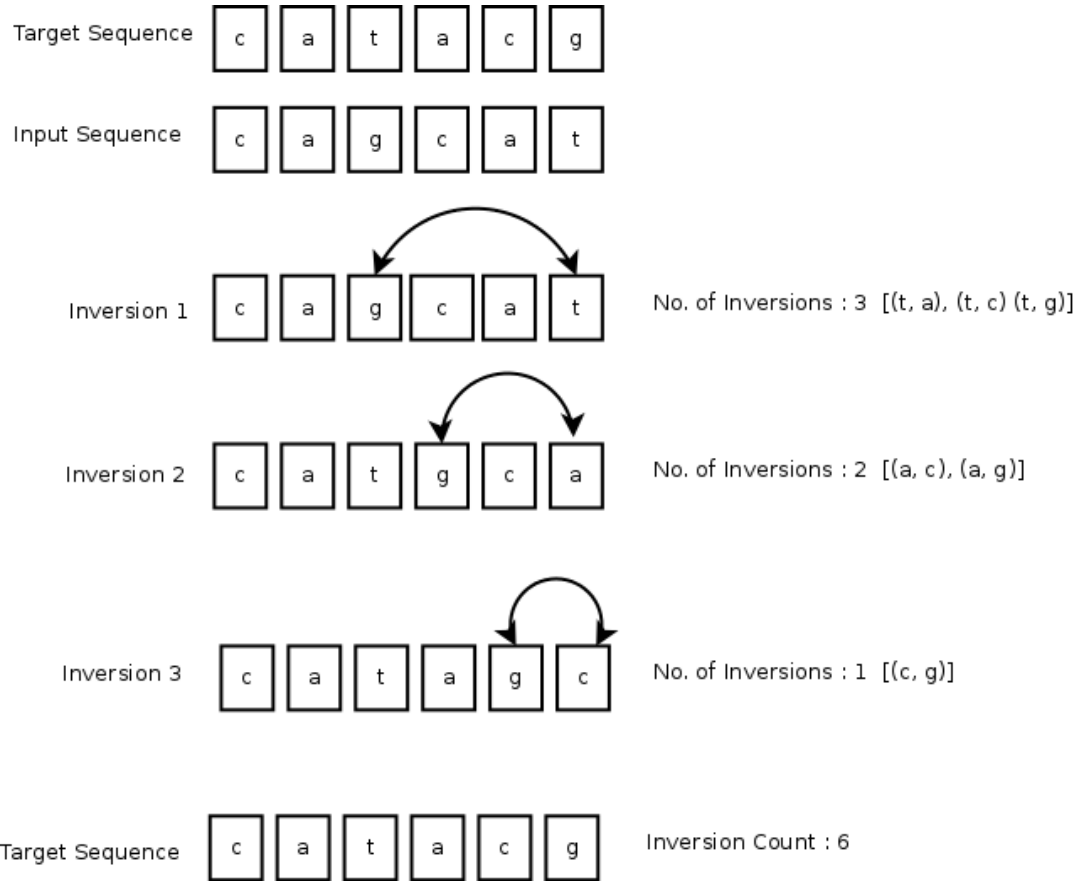 Target Sequence c a t a c g
Input Sequence c a g c a t
Inversion 1 c a g c a t No. of Inversions : 3 [(t, a), (t, c) (t, g)]
Inversion 2 c a t g c a No. of Inversions : 2 [(a, c), (a, g)]
Inversion 3 c a t a g c No. of Inversions : 1 [(c, g)]
Target Sequence c a t a c g Inversion Count : 6